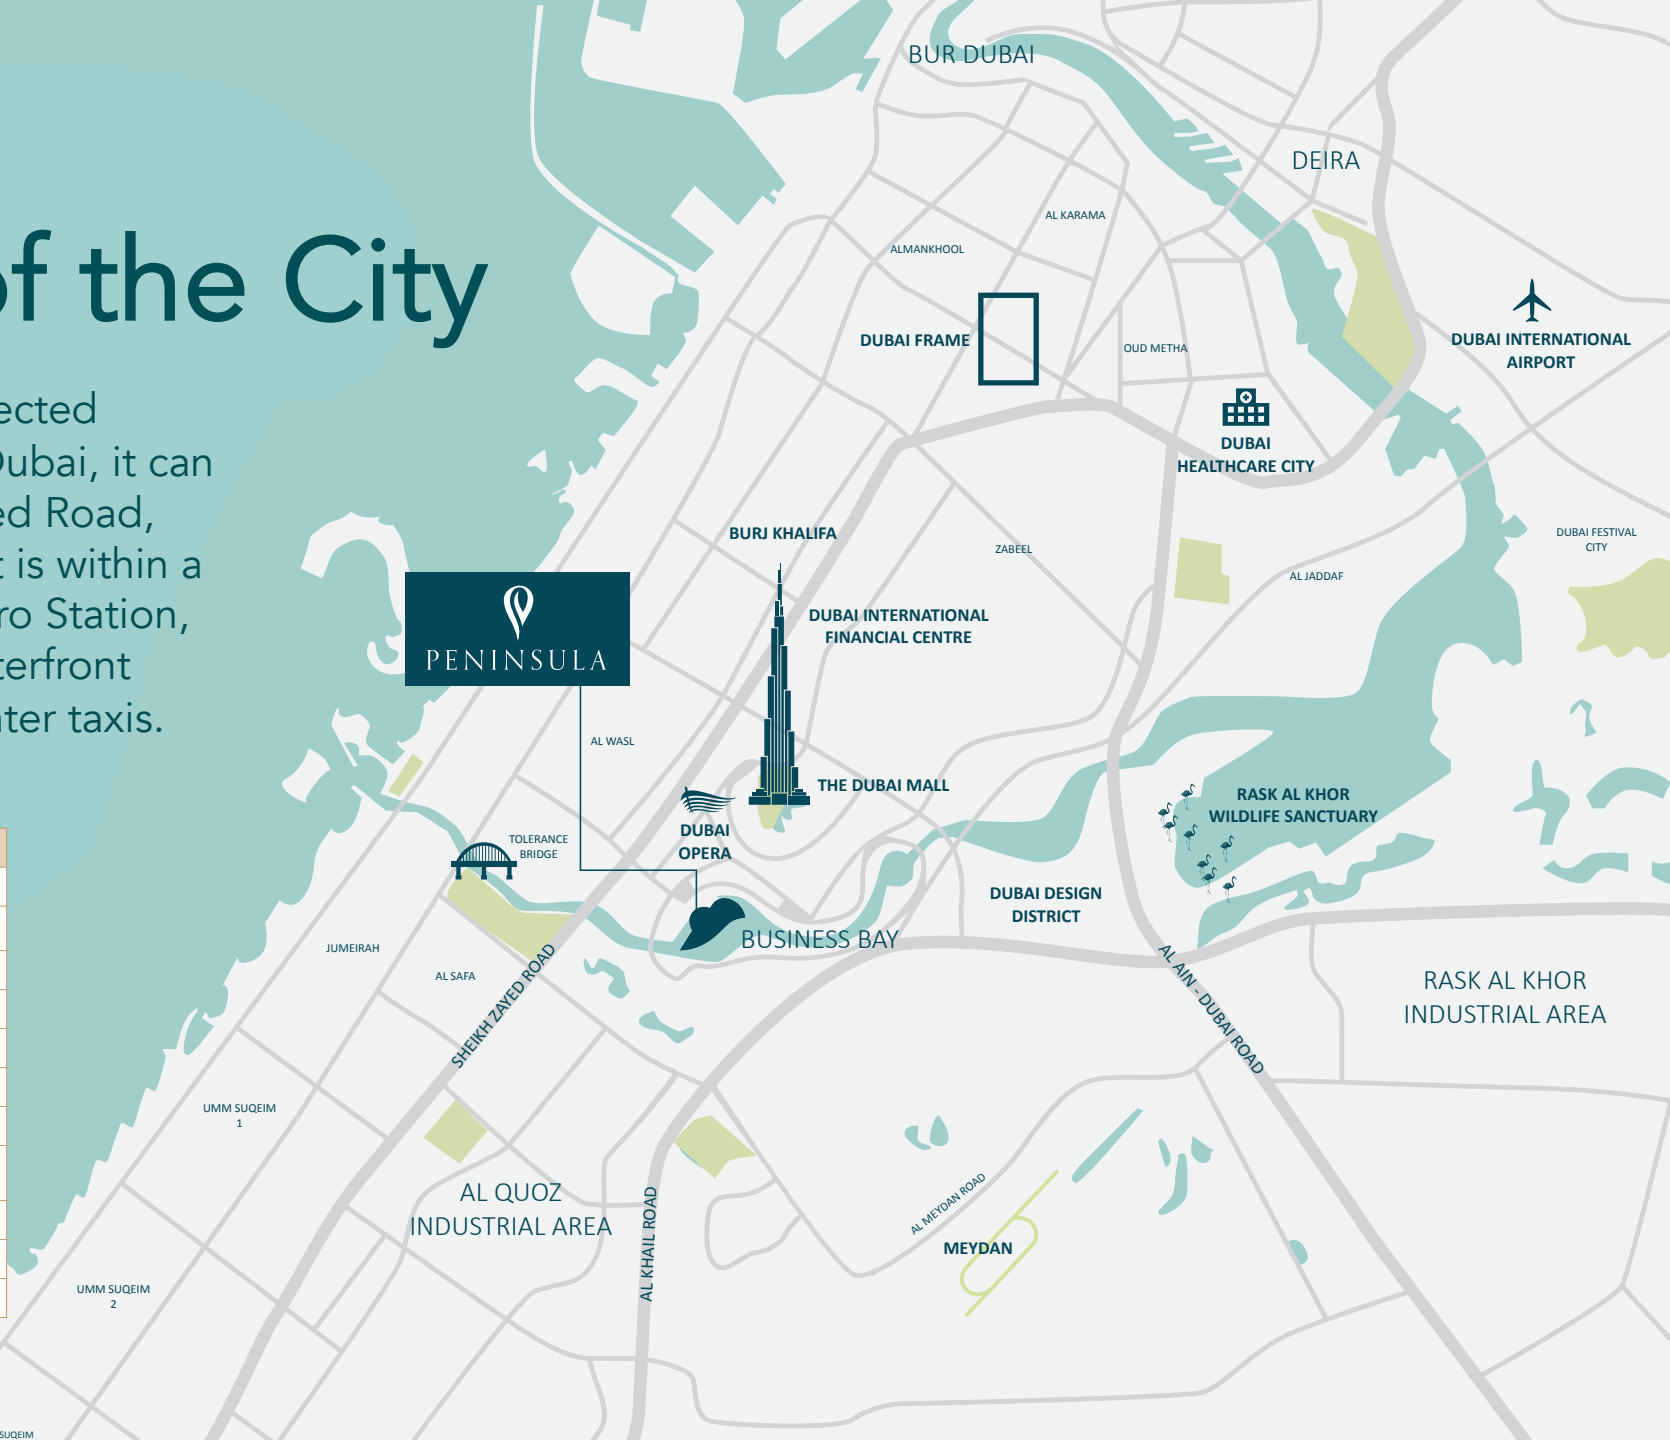 of the City
ected
Dubai, it can
ed Road,
t is within a
ro Station,
terfront
ter taxis.
BUR DUBAI
DEIRA
AL KARAMA
ALMANKHOOL
DUBAI FRAME
OUD METHA
DUBAI INTERNATIONAL
AIRPORT
DUBAI
HEALTHCARE CITY
BURJ KHALIFA
ZABEEL
DUBAI FESTIVAL
CITY
AL JADDAF
PENINSULA
DUBAI INTERNATIONAL
FINANCIAL CENTRE
AL WASL
THE DUBAI MALL
RASK AL KHOR
WILDLIFE SANCTUARY
DUBAI
OPERA
TOLERANCE
BRIDGE
DUBAI DESIGN
DISTRICT
BUSINESS BAY
JUMEIRAH
AL SAFA
SHEIKH ZAYED ROAD
AL AIN - DUBAI ROAD
RASK AL KHOR
INDUSTRIAL AREA
UMM SUQEIM
1
AL QUOZ
INDUSTRIAL AREA
AL KHAIL ROAD
AL MEYDAN ROAD
MEYDAN
UMM SUQEIM
2
SUQEIM